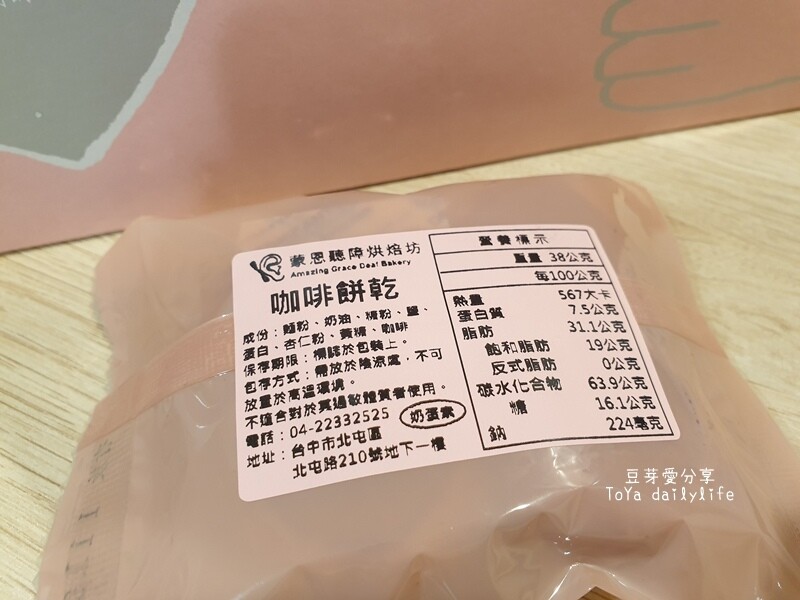 蒙恩聽障烘焙坊
Amazing Grace Deaf Bakery
咖啡餅乾
成份：麵粉、奶油、糖粉、鹽、
蛋白、杏仁粉、黃糖、咖啡
保存期限：標誌於包裝上。
包存方式：需放於陰涼處，不可
放置於高溫環境。
不適合對於其過敏體質者使用。
電話：04-22332525
奶蛋素
地址：台中市北屯區
北屯路210號地下一樓
營養標示
重量 38公克
每100公克
熱量 567大卡
蛋白質 7.5公克
脂肪 31.1公克
飽和脂肪 19公克
反式脂肪 0公克
碳水化合物 63.9公克
糖 16.1公克
鈉 224毫克
豆芽愛分享
ToYa dailylife